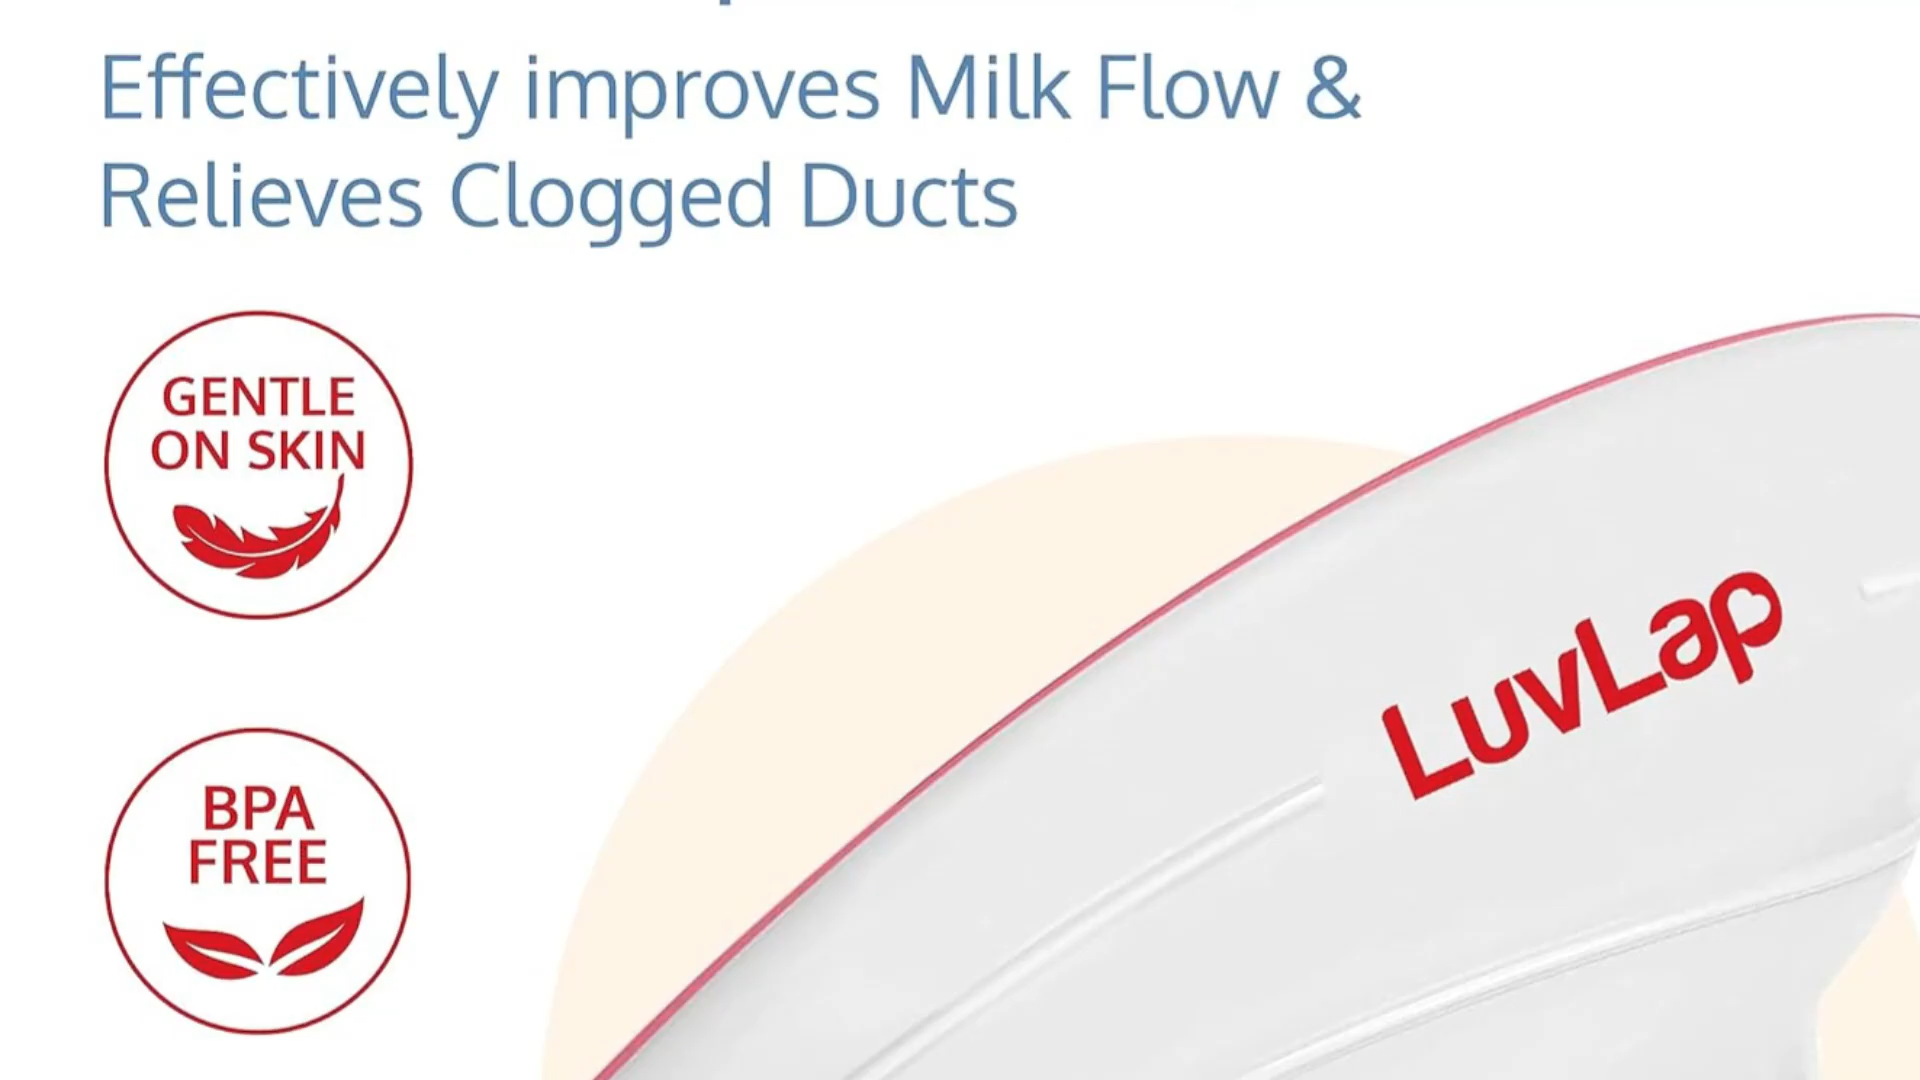 Effectively improves Milk Flow &
Relieves Clogged Ducts
GENTLE
ON SKIN
LuvLap
BPA
FREE